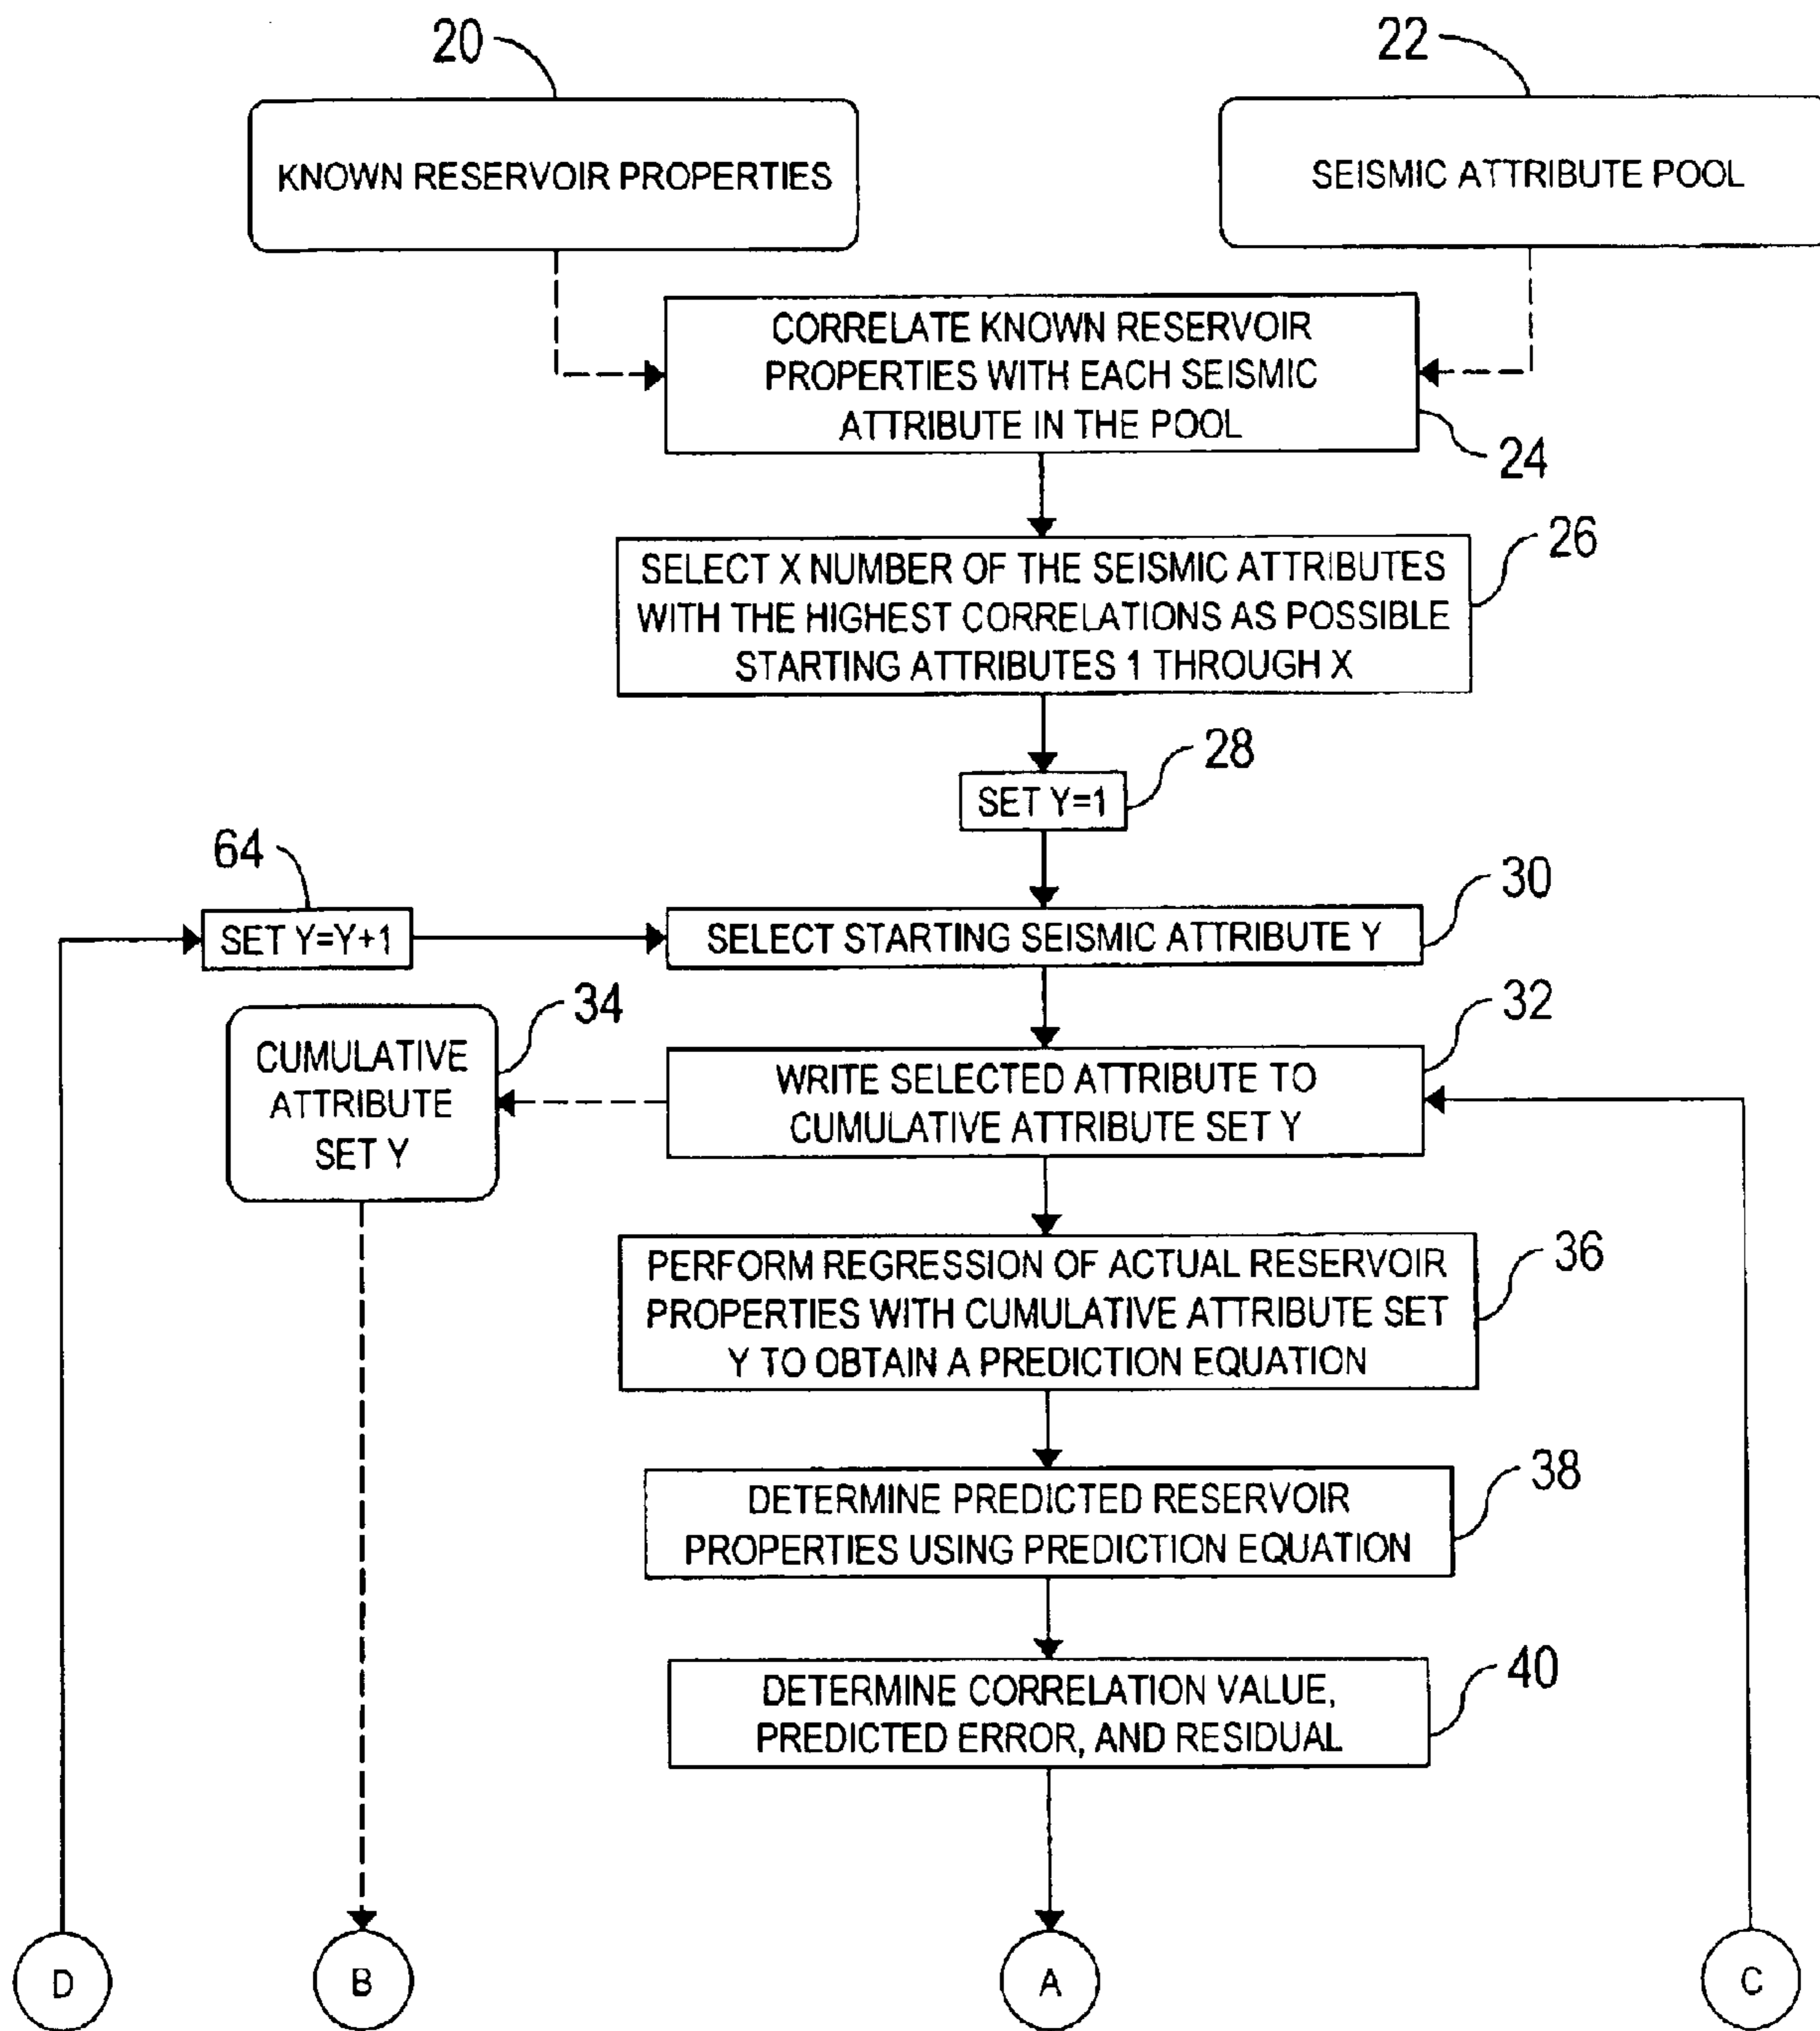 20
22
KNOWN RESERVOIR PROPERTIES
SEISMIC ATTRIBUTE POOL
CORRELATE KNOWN RESERVOIR
PROPERTIES WITH EACH SEISMIC
ATTRIBUTE IN THE POOL
24
26
SELECT X NUMBER OF THE SEISMIC ATTRIBUTES
WITH THE HIGHEST CORRELATIONS AS POSSIBLE
STARTING ATTRIBUTES 1 THROUGH X
28
SET Y=1
64
30
SET Y=Y+1
SELECT STARTING SEISMIC ATTRIBUTE Y
34
32
CUMULATIVE
ATTRIBUTE
SET Y
WRITE SELECTED ATTRIBUTE TO
CUMULATIVE ATTRIBUTE SET Y
36
PERFORM REGRESSION OF ACTUAL RESERVOIR
PROPERTIES WITH CUMULATIVE ATTRIBUTE SET
Y TO OBTAIN A PREDICTION EQUATION
38
DETERMINE PREDICTED RESERVOIR
PROPERTIES USING PREDICTION EQUATION
40
DETERMINE CORRELATION VALUE,
PREDICTED ERROR, AND RESIDUAL
D
B
A
C